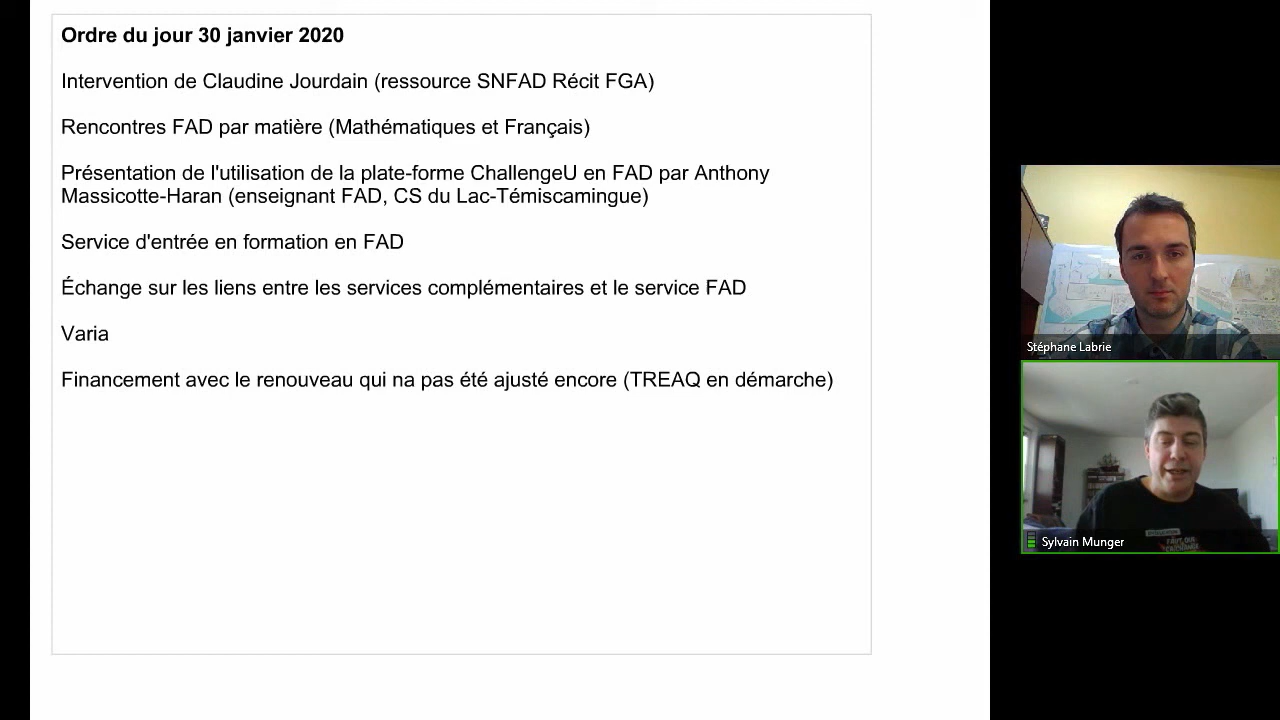 Ordre du jour 30 janvier 2020
Intervention de Claudine Jourdain (ressource SNFAD Récit FGA)
Rencontres FAD par matière (Mathématiques et Français)
Présentation de l'utilisation de la plate-forme ChallengeU en FAD par Anthony
Massicotte-Haran (enseignant FAD, CS du Lac-Témiscamingue)
Service d'entrée en formation en FAD
Échange sur les liens entre les services complémentaires et le service FAD
Varia
Financement avec le renouveau qui na pas été ajusté encore (TREAQ en démarche)
Stéphane Labrie
FAUT QUE
Sylvain Munger